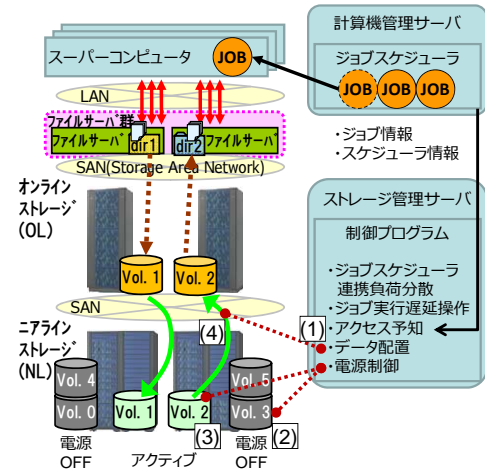 スーパーコンピュータ
JOB
計算機管理サーバ
ジョブスケジューラ
JOB
JOB
JOB
・ジョブ情報
・スケジューラ情報
LAN
ファイルサーバ群
ファイルサーバ
dir1
dir2
ファイルサーバ
SAN(Storage Area Network)
オンライン
ストレージ
(OL)
Vol. 1
Vol. 2
SAN
ストレージ管理サーバ
制御プログラム
・ジョブスケジューラ
連携負荷分散
・ジョブ実行遅延操作
・アクセス予知
・データ配置
・電源制御
(1)
(4)
ニアライン
ストレージ
(NL)
Vol. 4
Vol. 0
Vol. 1
Vol. 2
Vol. 5
Vol. 3
(3)
(2)
電源
OFF
アクティブ
電源
OFF